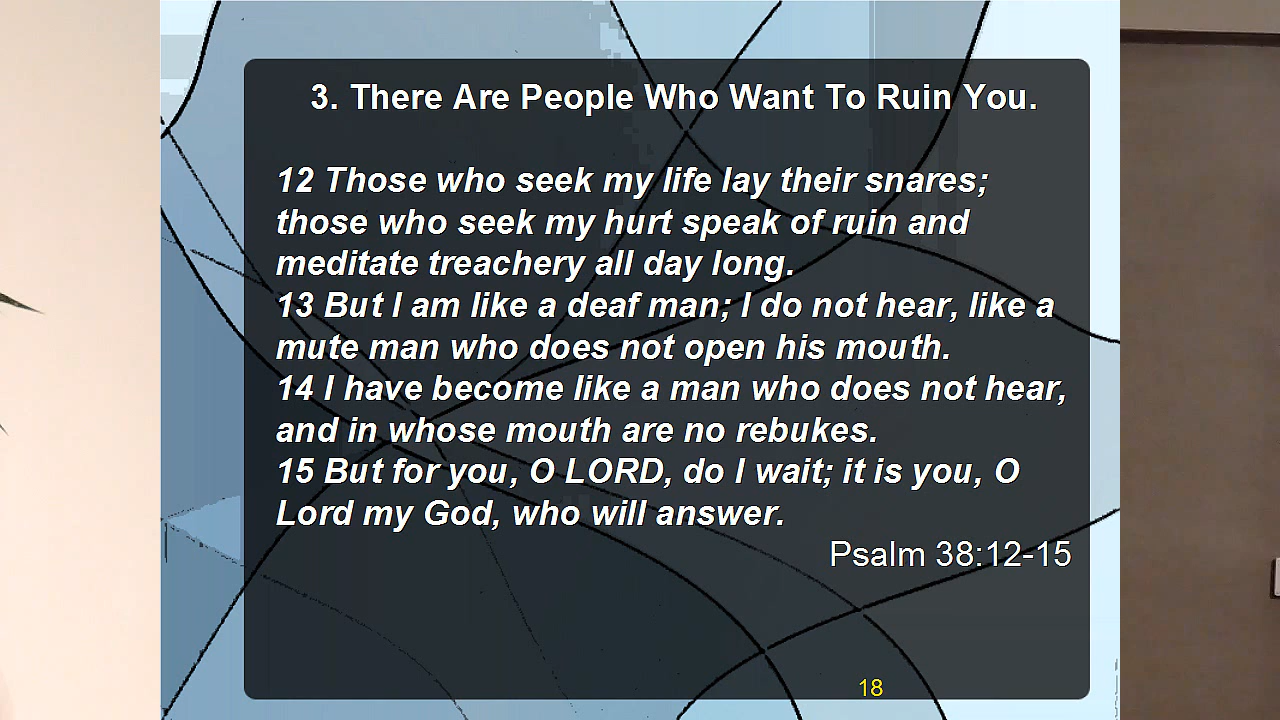 3. There Are People Who Want To Ruin You.
12 Those who seek my life lay their snares;
those who seek my hurt speak of ruin and
meditate treachery all day long.
13 But I am like a deaf man; I do not hear, like a
mute man who does not open his mouth.
14 I have become like a man who does not hear,
and in whose mouth are no rebukes.
15 But for you, O LORD, do I wait; it is you, O
Lord my God, who will answer.
Psalm 38:12-15
18